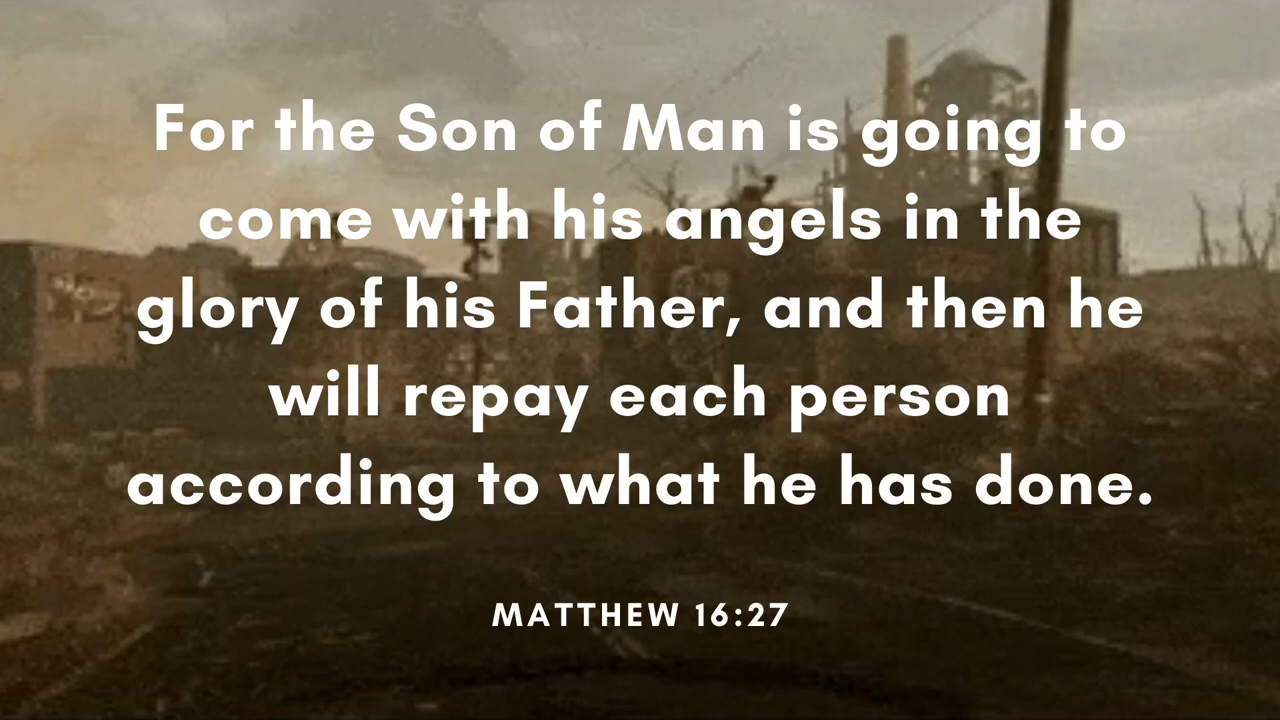 For the Son of Man is going to
come with his angels in the
glory of his Father, and then he
will repay each person
according to what he has done.
MATTHEW 16:27